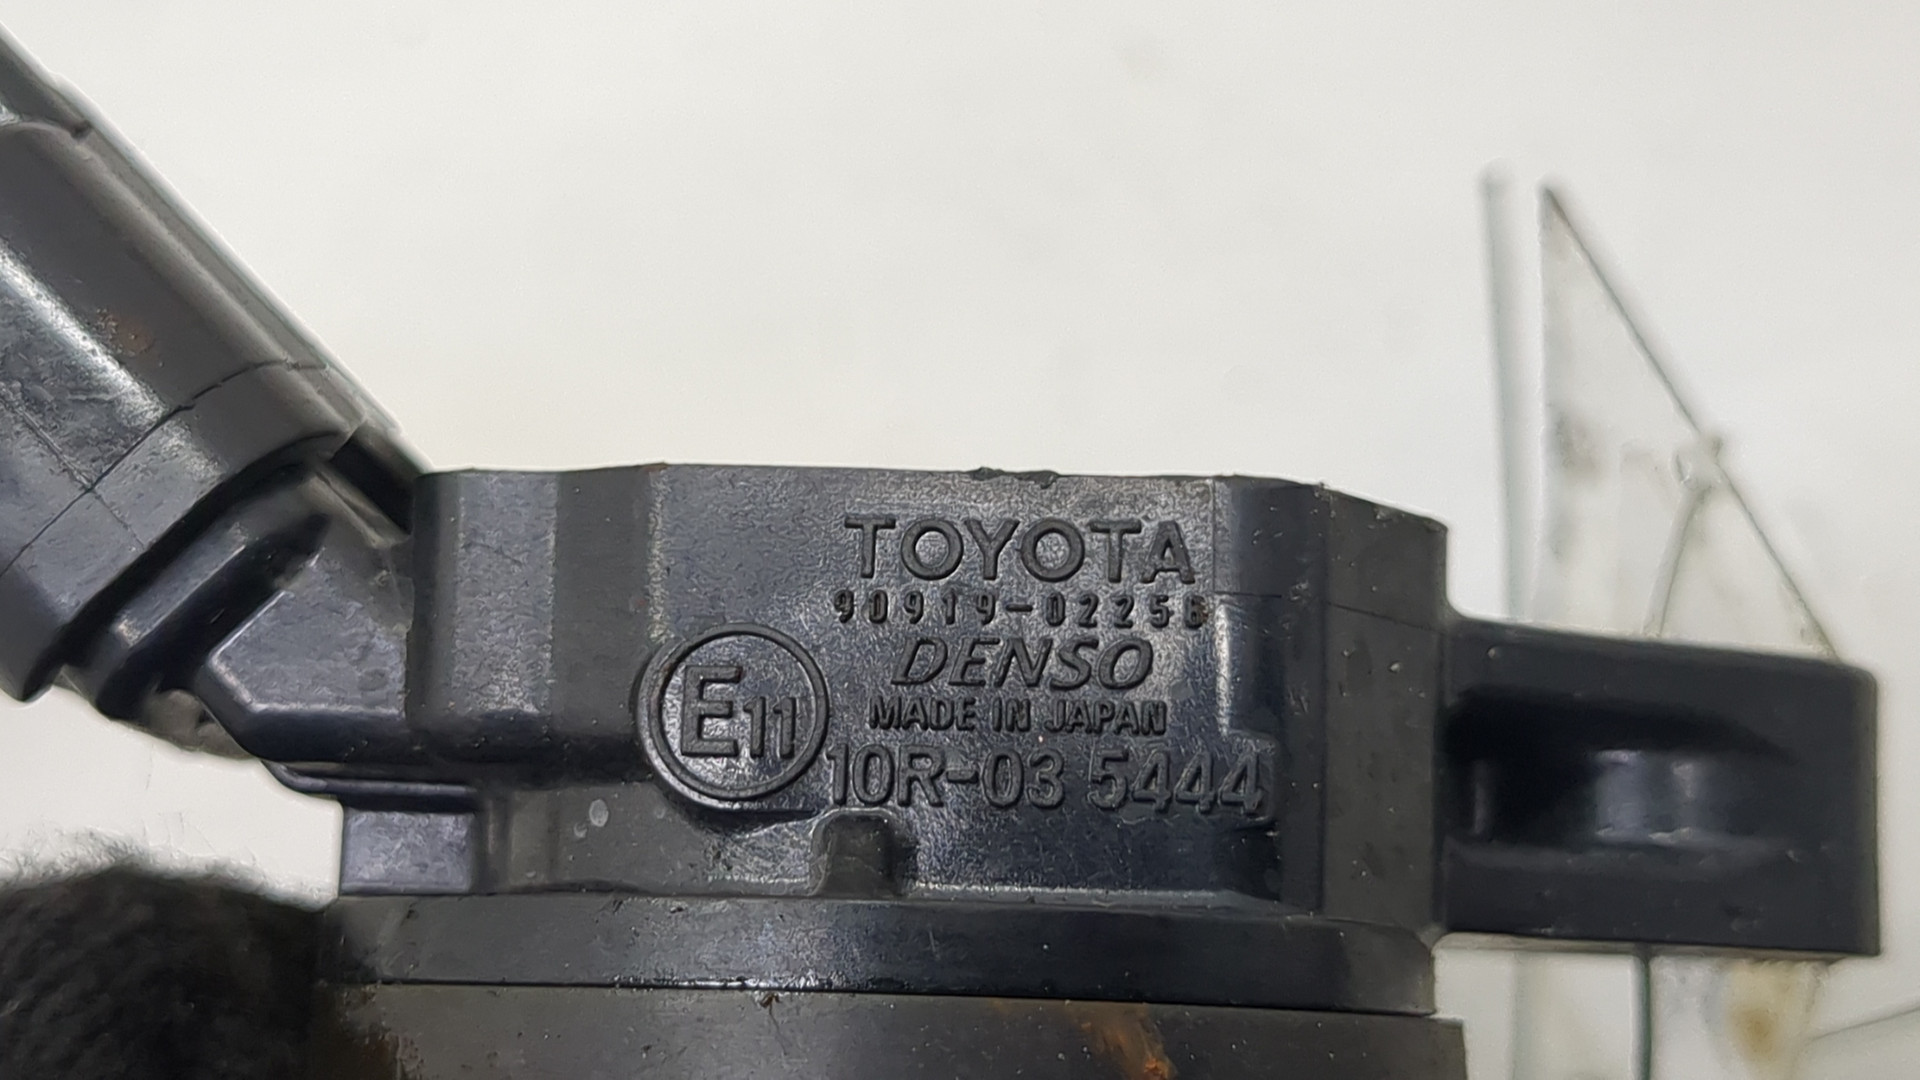 TOYOTA
90919-02256
DENSO
MADE IN JAPAN
E11
10R-03 5444